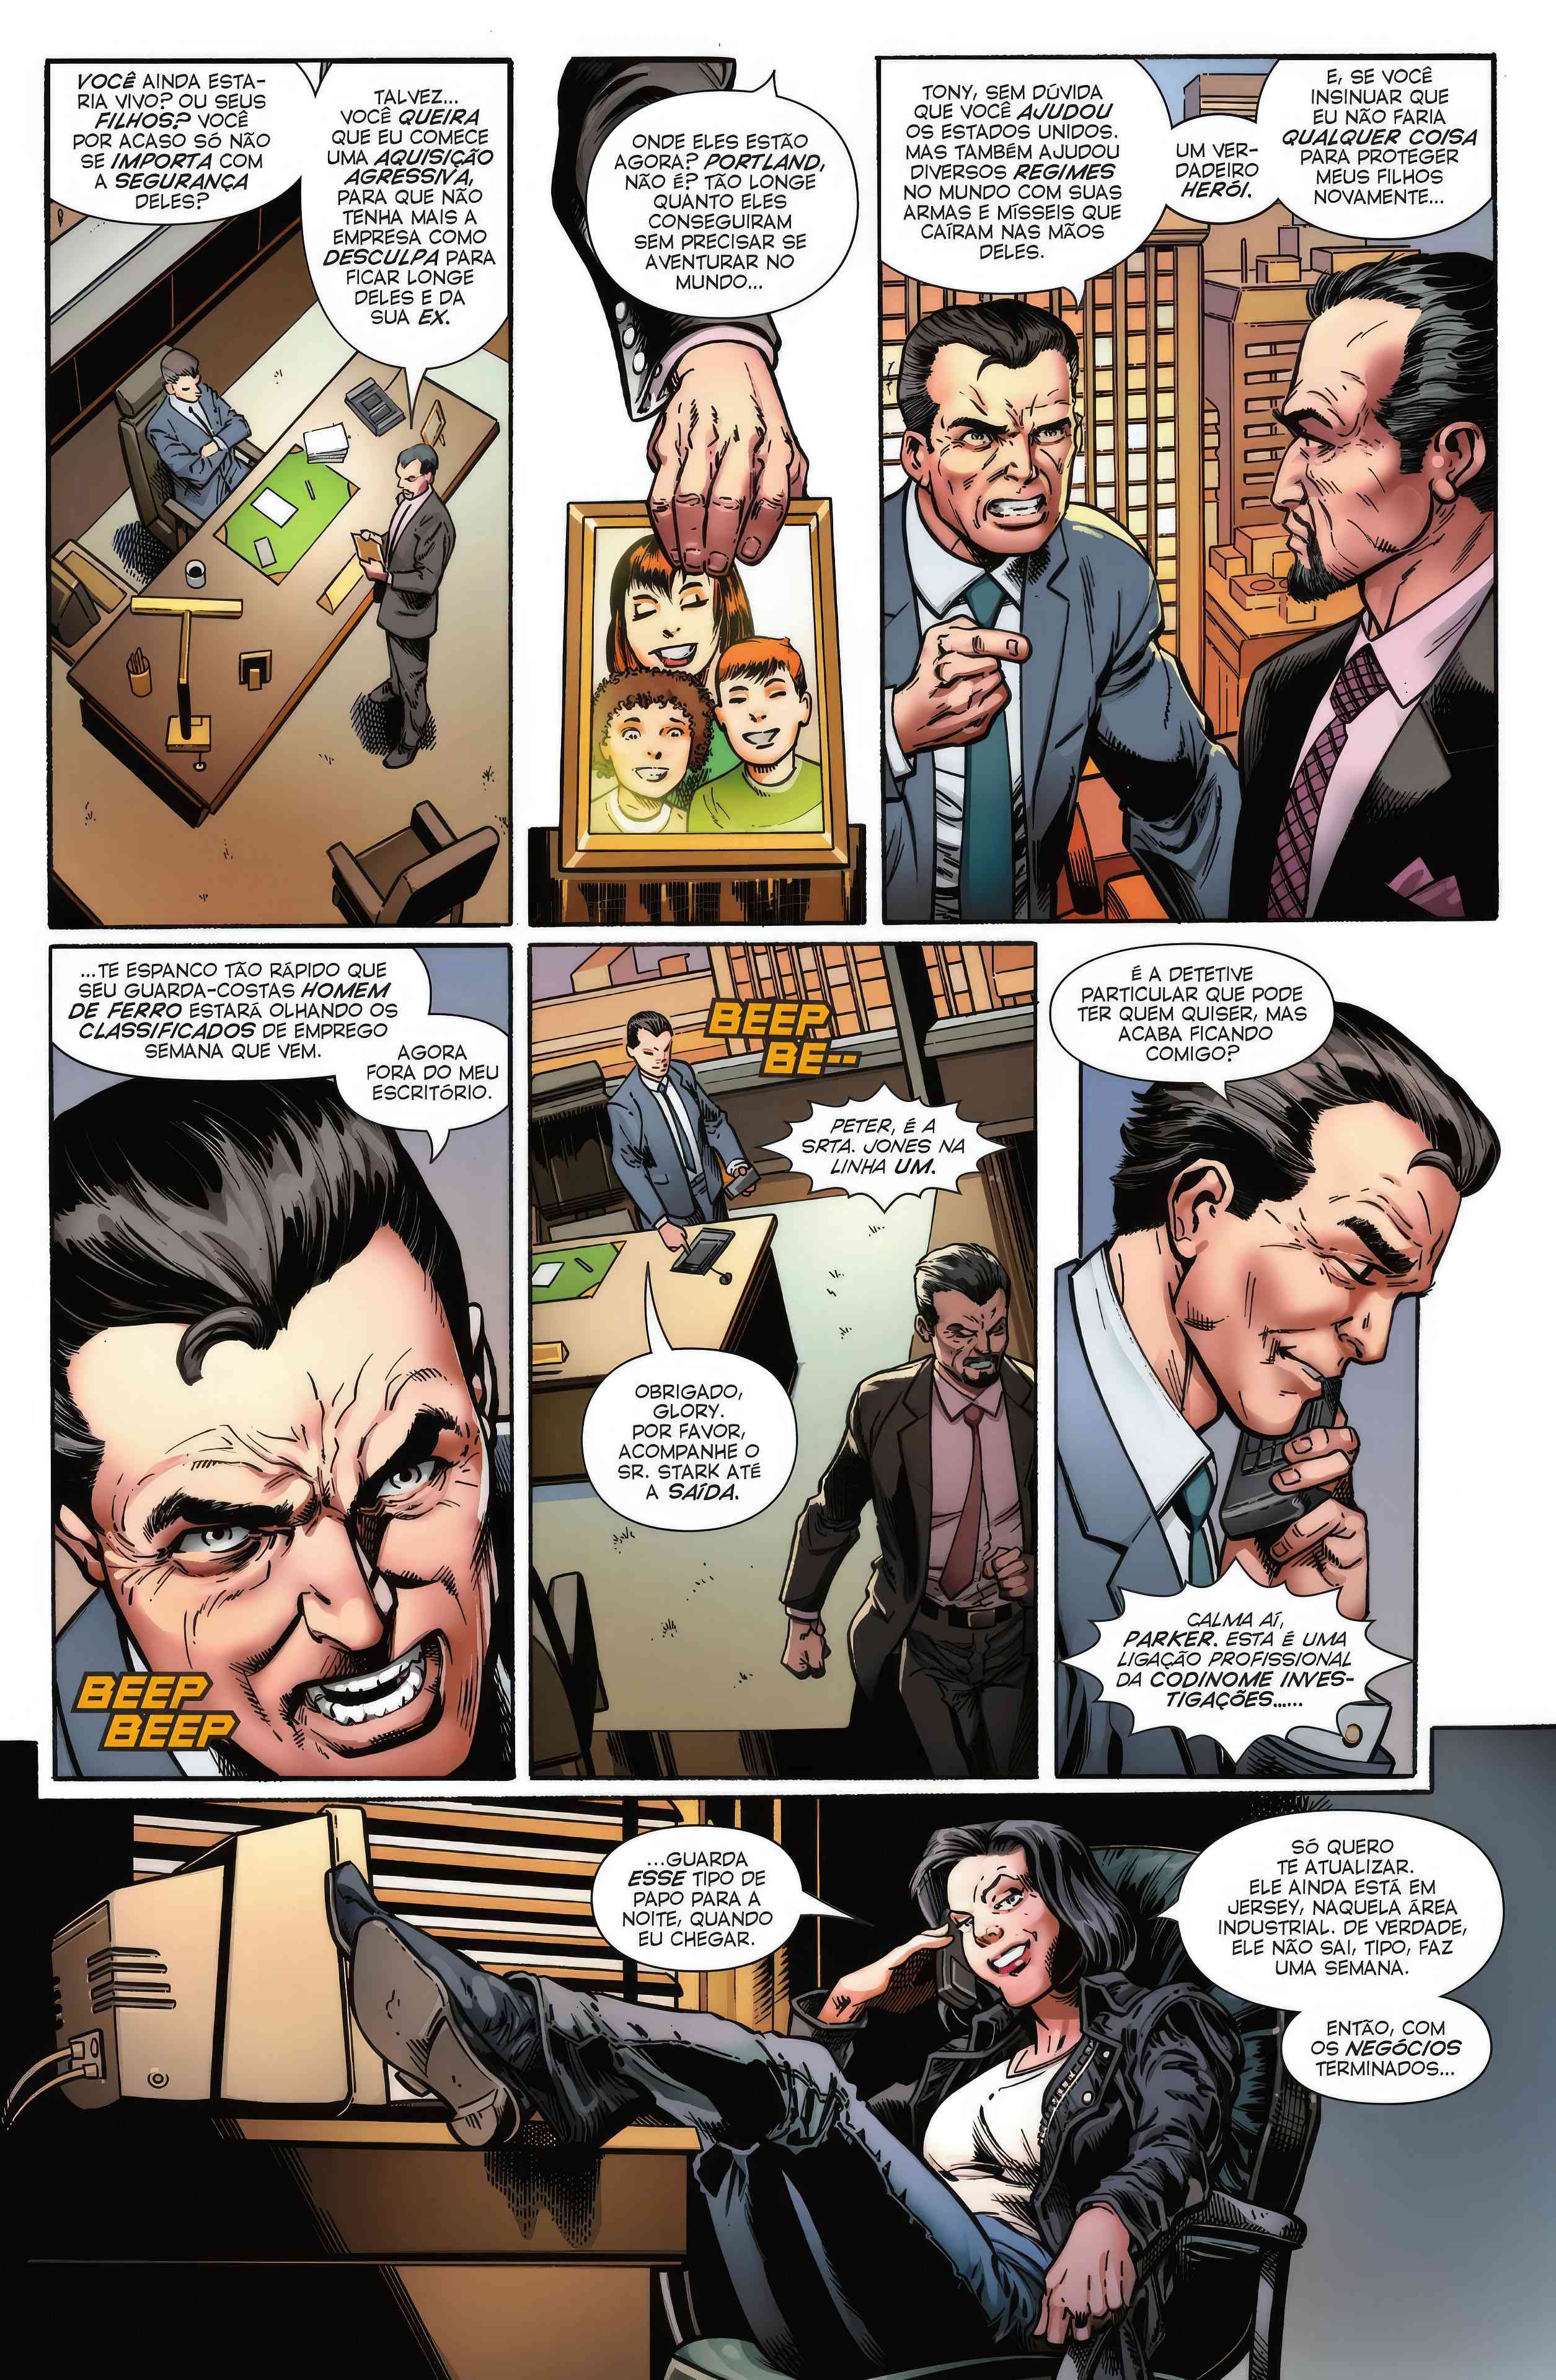 VOCÊ AINDA ESTA-
RIA VIVO? OU SEUS
FILHOS? VOCÊ
POR ACASO SÓ NÃO
SE IMPORTA COM
A SEGURANÇA
DELES?
TALVEZ...
VOCÊ QUEIRA
QUE EU COMECE
UMA AQUISIÇÃO
AGRESSIVA,
PARA QUE NÃO
TENHA MAIS A
EMPRESA COMO
DESCULPA PARA
FICAR LONGE
DELES E DA
SUA EX.
ONDE ELES ESTÃO
AGORA? PORTLAND,
NÃO É? TÃO LONGE
QUANTO ELES
CONSEGUIRAM
SEM PRECISAR SE
AVENTURAR NO
MUNDO...
TONY, SEM DÚVIDA
QUE VOCÊ AJUDOU
OS ESTADOS UNIDOS.
MAS TAMBÉM AJUDOU
DIVERSOS REGIMES
NO MUNDO COM SUAS
ARMAS E MÍSSEIS QUE
CAÍRAM NAS MÃOS
DELES.
UM VER-
DADEIRO
HERÓI.
E, SE VOCÊ
INSINUAR QUE
EU NÃO FARIA
QUALQUER COISA
PARA PROTEGER
MEUS FILHOS
NOVAMENTE...
...TE ESPANCO TÃO RÁPIDO QUE
SEU GUARDA-COSTAS HOMEM
DE FERRO ESTARÁ OLHANDO OS
CLASSIFICADOS DE EMPREGO
SEMANA QUE VEM.
AGORA
FORA DO MEU
ESCRITÓRIO.
BEEP
BEEP
BEEP
BE--
PETER, É A
SRTA. JONES NA
LINHA UM.
OBRIGADO,
GLORY.
POR FAVOR,
ACOMPANHE O
SR. STARK ATÉ
A SAÍDA.
É A DETETIVE
PARTICULAR QUE PODE
TER QUEM QUISER, MAS
ACABA FICANDO
COMIGO?
CALMA AÍ,
PARKER. ESTA É UMA
LIGAÇÃO PROFISSIONAL
DA CODINOME INVES-
TIGAÇÕES......
...GUARDA
ESSE TIPO DE
PAPO PARA A
NOITE, QUANDO
EU CHEGAR.
SÓ QUERO
TE ATUALIZAR.
ELE AINDA ESTÁ EM
JERSEY, NAQUELA ÁREA
INDUSTRIAL. DE VERDADE,
ELE NÃO SAI, TIPO, FAZ
UMA SEMANA.
ENTÃO, COM
OS NEGÓCIOS
TERMINADOS...